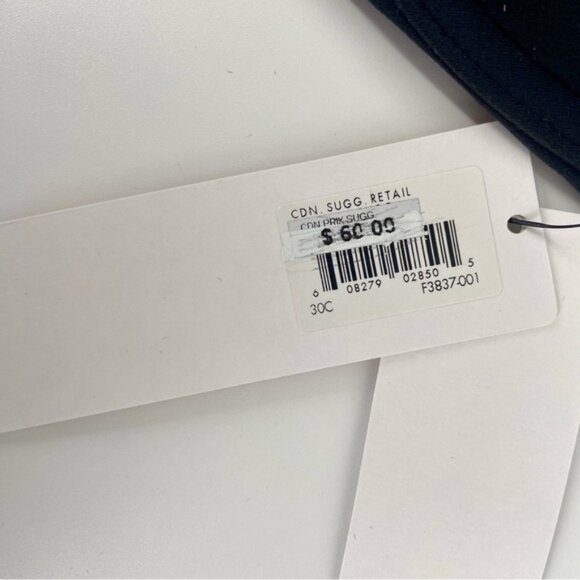 CDN. SUGG. RETAIL
CDN PRIX SUGG.
$ 60.00
6 08279 02850 5
30C F3837-001